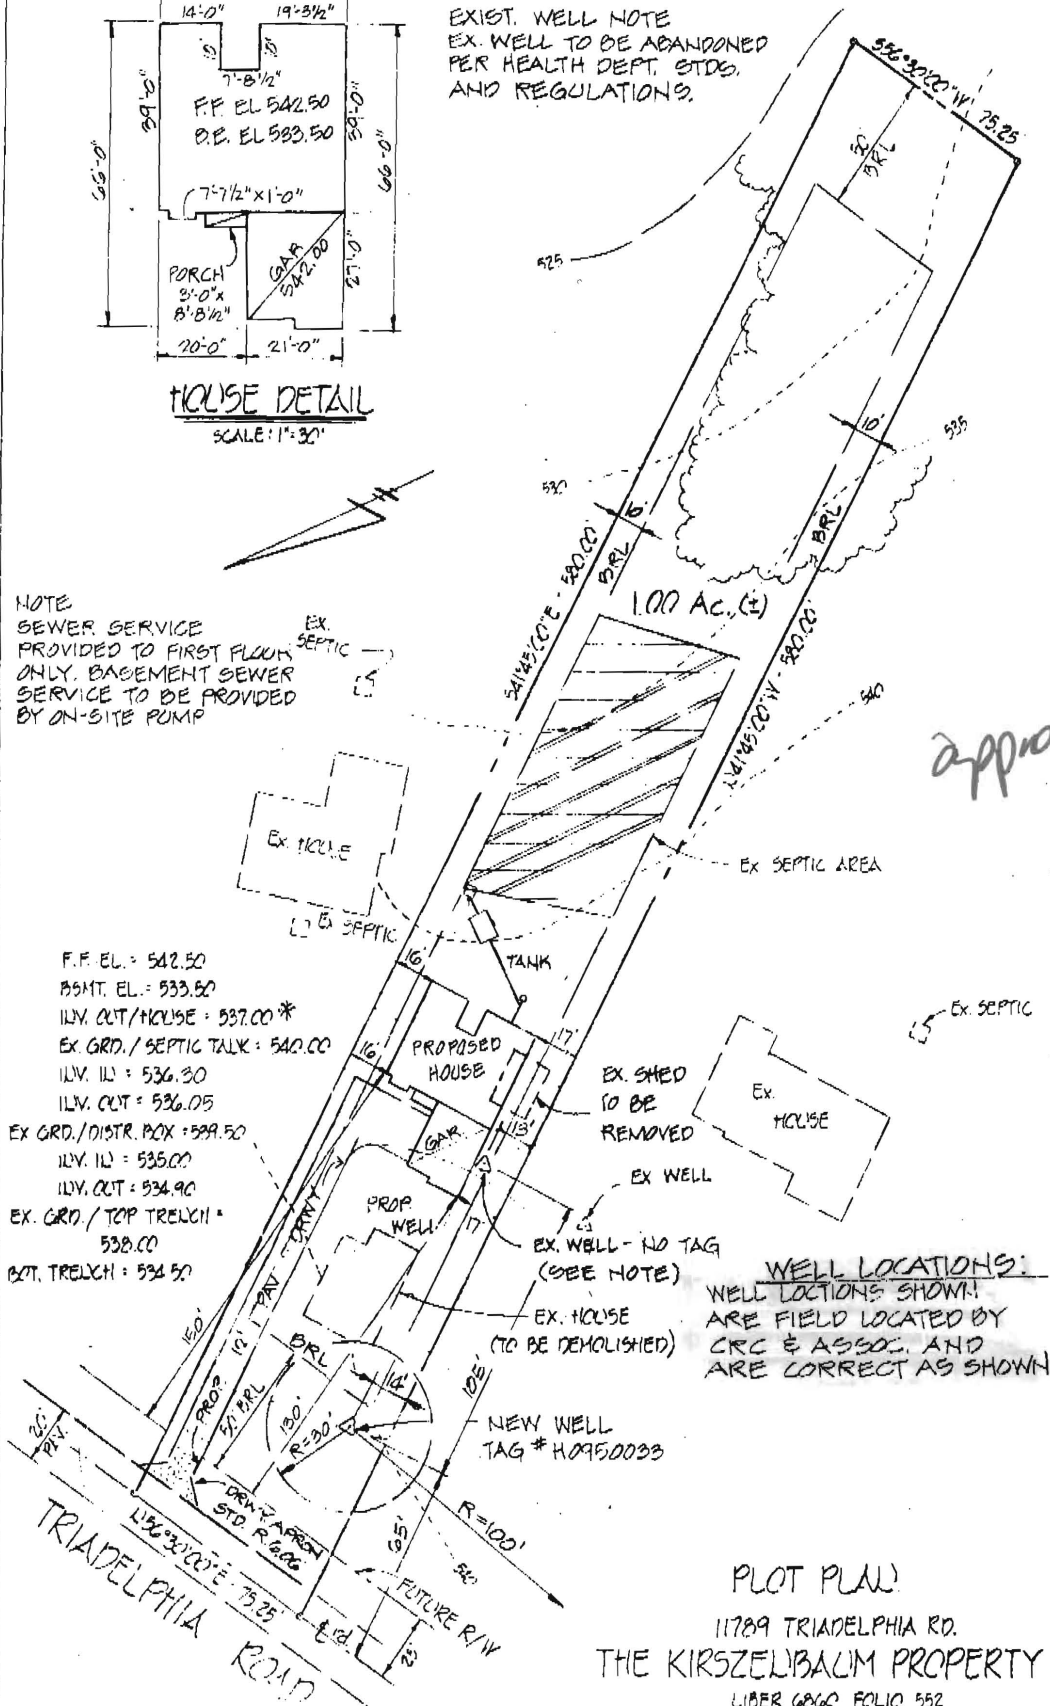 14'-0"
19'-3½"
10'
10'
7'-8½"
39'-0"
39'-0"
F.F. EL 542.50
B.E. EL 533.50
66'-0"
66'-0"
7'-7½" x 1'-0"
PORCH
3'-0" x
8'-8½"
GAR
542.00
27'-0"
20'-0"
21'-0"
HOUSE DETAIL
SCALE: 1"=30'
EXIST. WELL NOTE
EX. WELL TO BE ABANDONED
PER HEALTH DEPT. STDS.
AND REGULATIONS.
S56°30'00"W 75.25'
BRL
525
530
535
10'
BRL
BRL
S41°45'00"E - 580.00'
1.00 Ac.(±)
N41°45'00"W - 580.00'
540
NOTE
SEWER SERVICE
PROVIDED TO FIRST FLOOR
ONLY. BASEMENT SEWER
SERVICE TO BE PROVIDED
BY ON-SITE PUMP
EX.
SEPTIC
EX. HOUSE
EX SEPTIC
EX SEPTIC AREA
F.F. EL. = 542.50
BSMT. EL. = 533.50
INV. OUT/HOUSE = 537.00 *
EX. GRD./SEPTIC TANK = 540.00
INV. IN = 536.30
INV. OUT = 536.05
EX GRD./DISTR. BOX = 539.50
INV. IN = 535.00
INV. OUT = 534.90
EX. GRD./TOP TRENCH =
538.00
BOT. TRENCH = 534.50
16'
TANK
PROPOSED
HOUSE
17'
16'
GAR
13'
EX. SHED
TO BE
REMOVED
EX. SEPTIC
EX.
HOUSE
EX WELL
PROP.
WELL
17'
EX. WELL - NO TAG
(SEE NOTE)
EX. HOUSE
(TO BE DEMOLISHED)
WELL LOCATIONS:
WELL LOCTIONS SHOWN
ARE FIELD LOCATED BY
CRC & ASSOC. AND
ARE CORRECT AS SHOWN
PROP. 12' PAV DRWY
150'
BRL
50' BRL
130'
14'
R=30'
105'
NEW WELL
TAG # HO950033
R=100'
65'
540
20'
PAV.
DRWY APRON
STD. R 6.06
N56°30'00"E - 75.25'
FUTURE R/W
25'
TRIADELPHIA ROAD
PLOT PLAN
11789 TRIADELPHIA RD.
THE KIRSZENBAUM PROPERTY
LIBER 6860 FOLIO 552